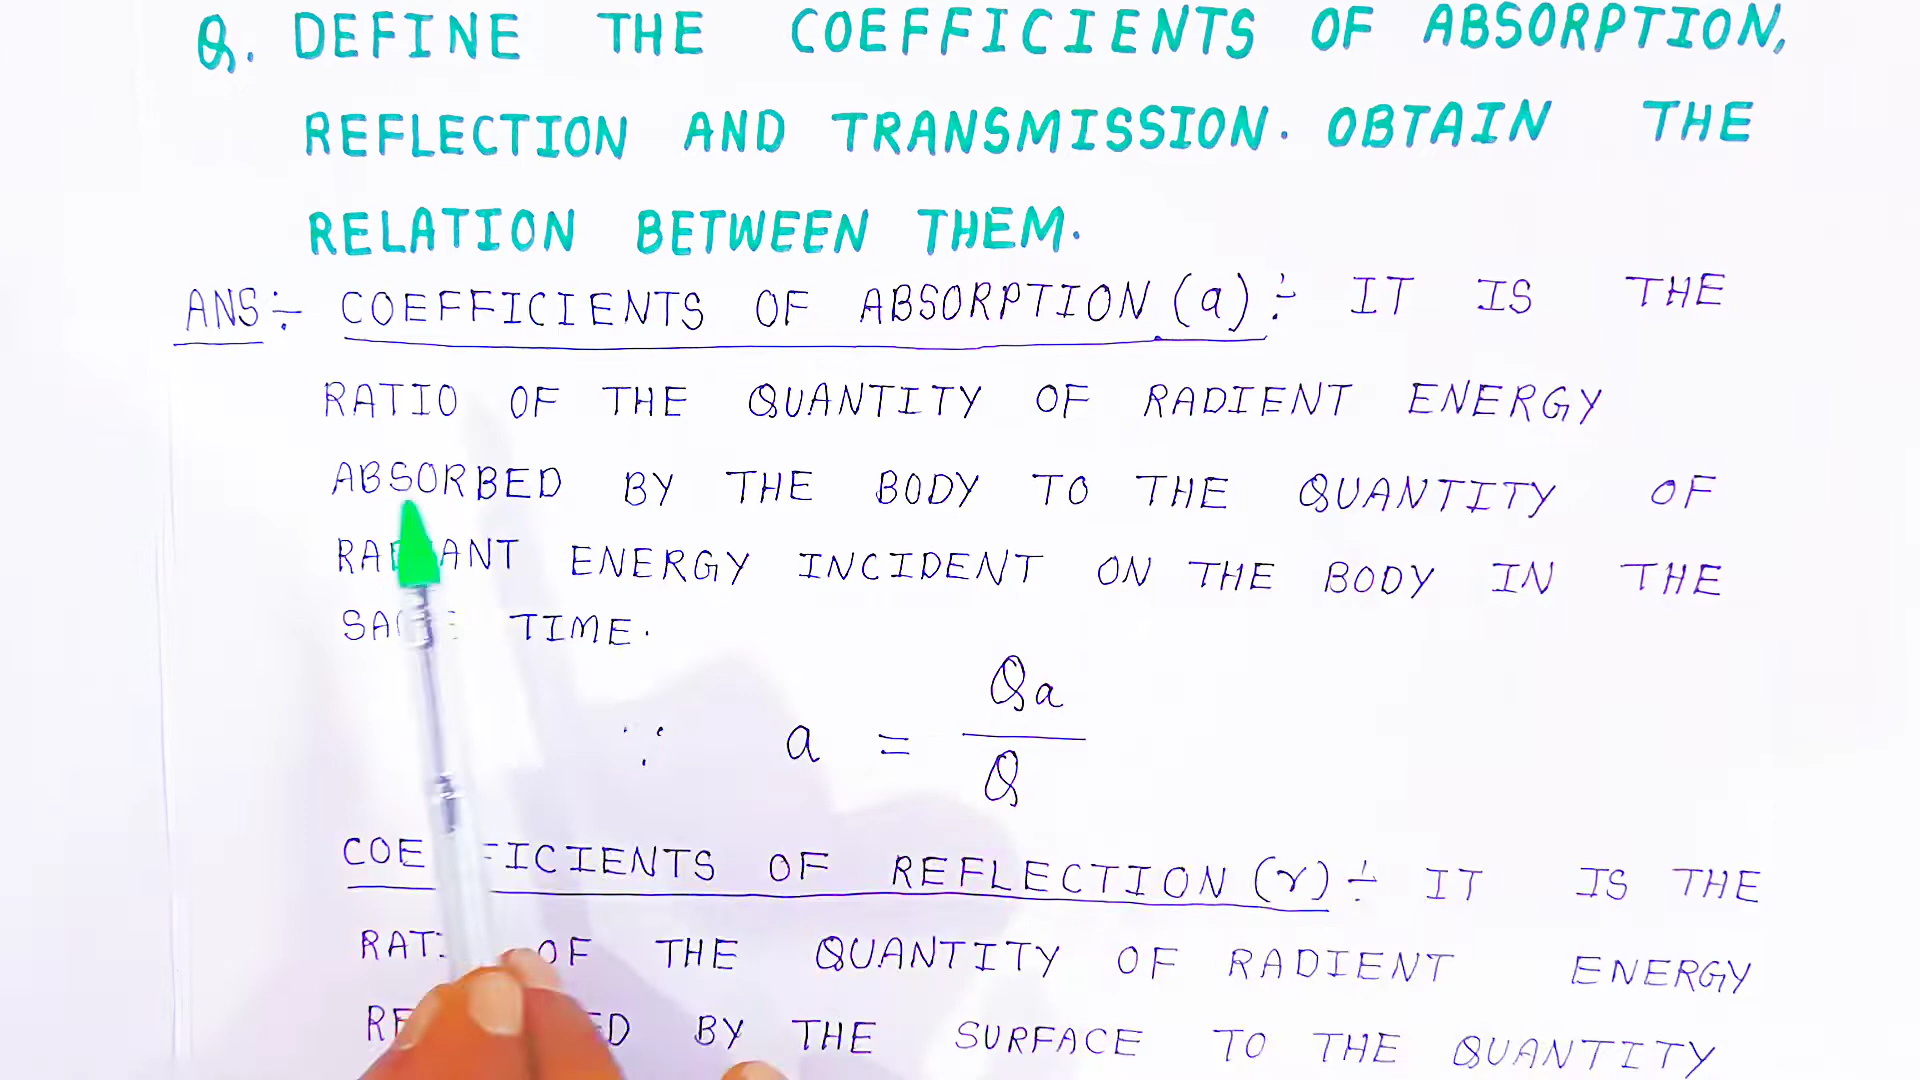 Q. DEFINE THE COEFFICIENTS OF ABSORPTION,
REFLECTION AND TRANSMISSION. OBTAIN THE
RELATION BETWEEN THEM.
ANS:- COEFFICIENTS OF ABSORPTION (a) :- IT IS THE
RATIO OF THE QUANTITY OF RADIENT ENERGY
ABSORBED BY THE BODY TO THE QUANTITY OF
ENERGY INCIDENT ON THE BODY IN THE
TIME.
∵ a = Qa / Q
OF REFLECTION (r) :- IT IS THE
OF THE QUANTITY OF RADIENT ENERGY
BY THE SURFACE TO THE QUANTITY